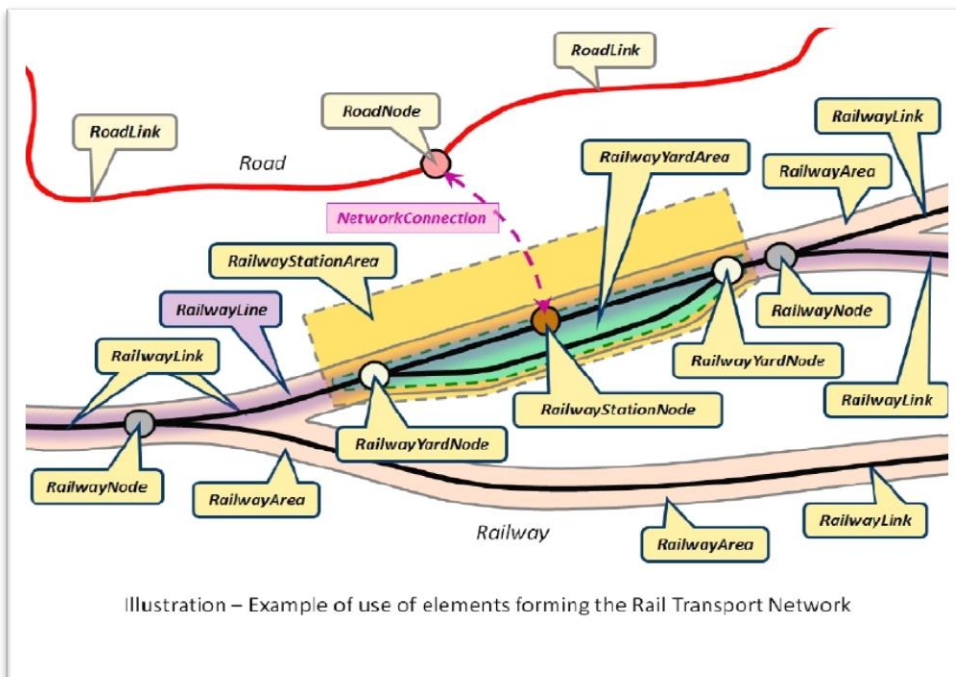 RoadLink
RailwayLink
RoadNode
RoadLink
RailwayYardArea
Road
RailwayArea
NetworkConnection
RailwayStationArea
RailwayLine
RailwayNode
RailwayLink
RailwayYardNode
RailwayLink
RailwayStationNode
RailwayYardNode
RailwayNode
RailwayArea
RailwayLink
Railway
RailwayArea
Illustration – Example of use of elements forming the Rail Transport Network